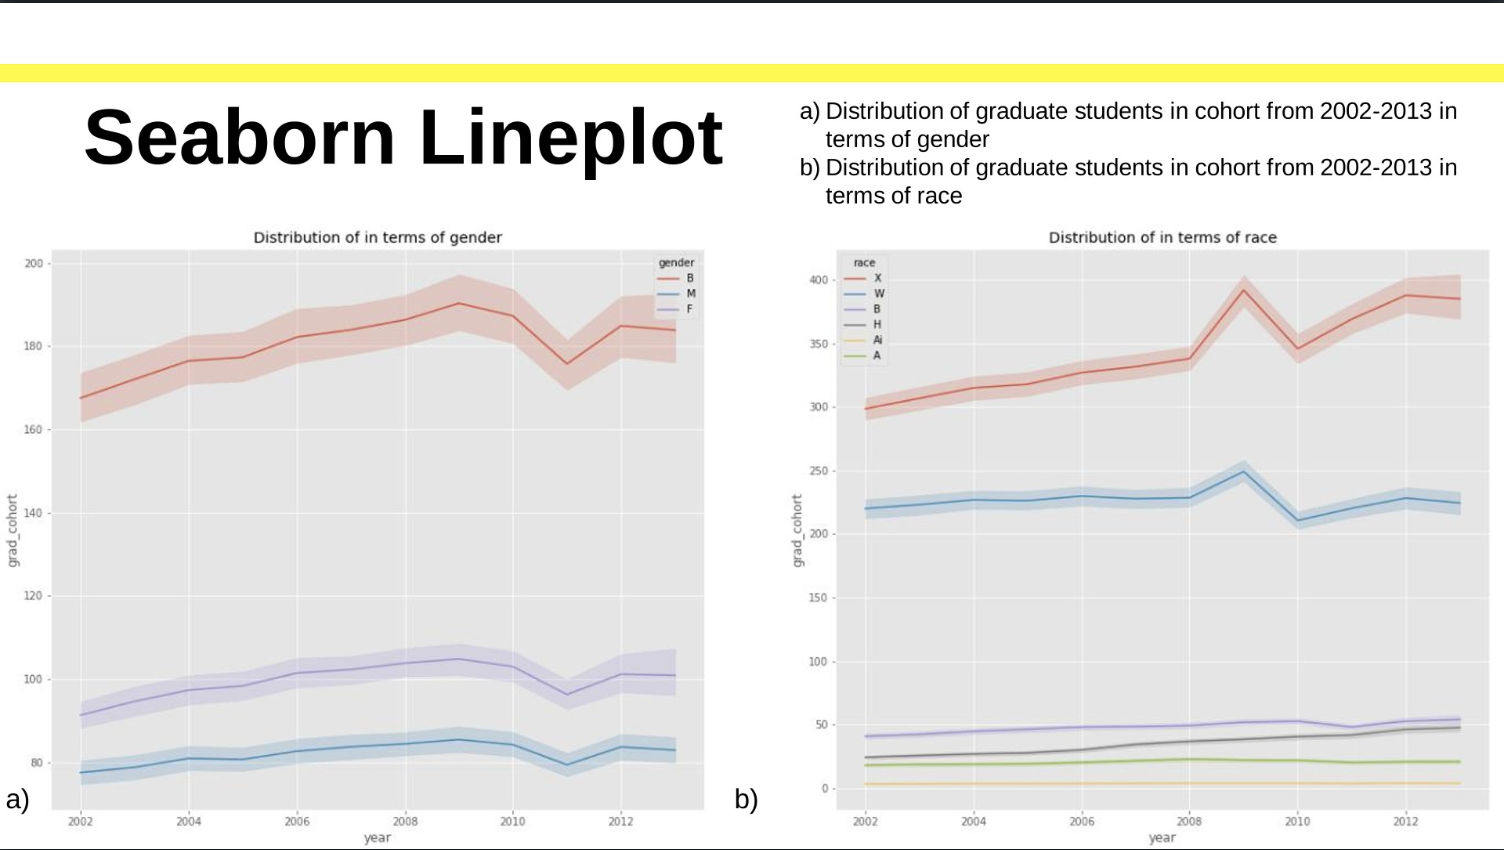 Seaborn Lineplot
a) Distribution of graduate students in cohort from 2002-2013 in
terms of gender
b) Distribution of graduate students in cohort from 2002-2013 in
terms of race
Distribution of in terms of gender
200
180
160
140
120
100
80
grad_cohort
gender
B
M
F
2002
2004
2006
2008
2010
2012
year
a)
Distribution of in terms of race
400
350
300
250
200
150
100
50
0
grad_cohort
race
X
W
B
H
Ai
A
2002
2004
2006
2008
2010
2012
year
b)